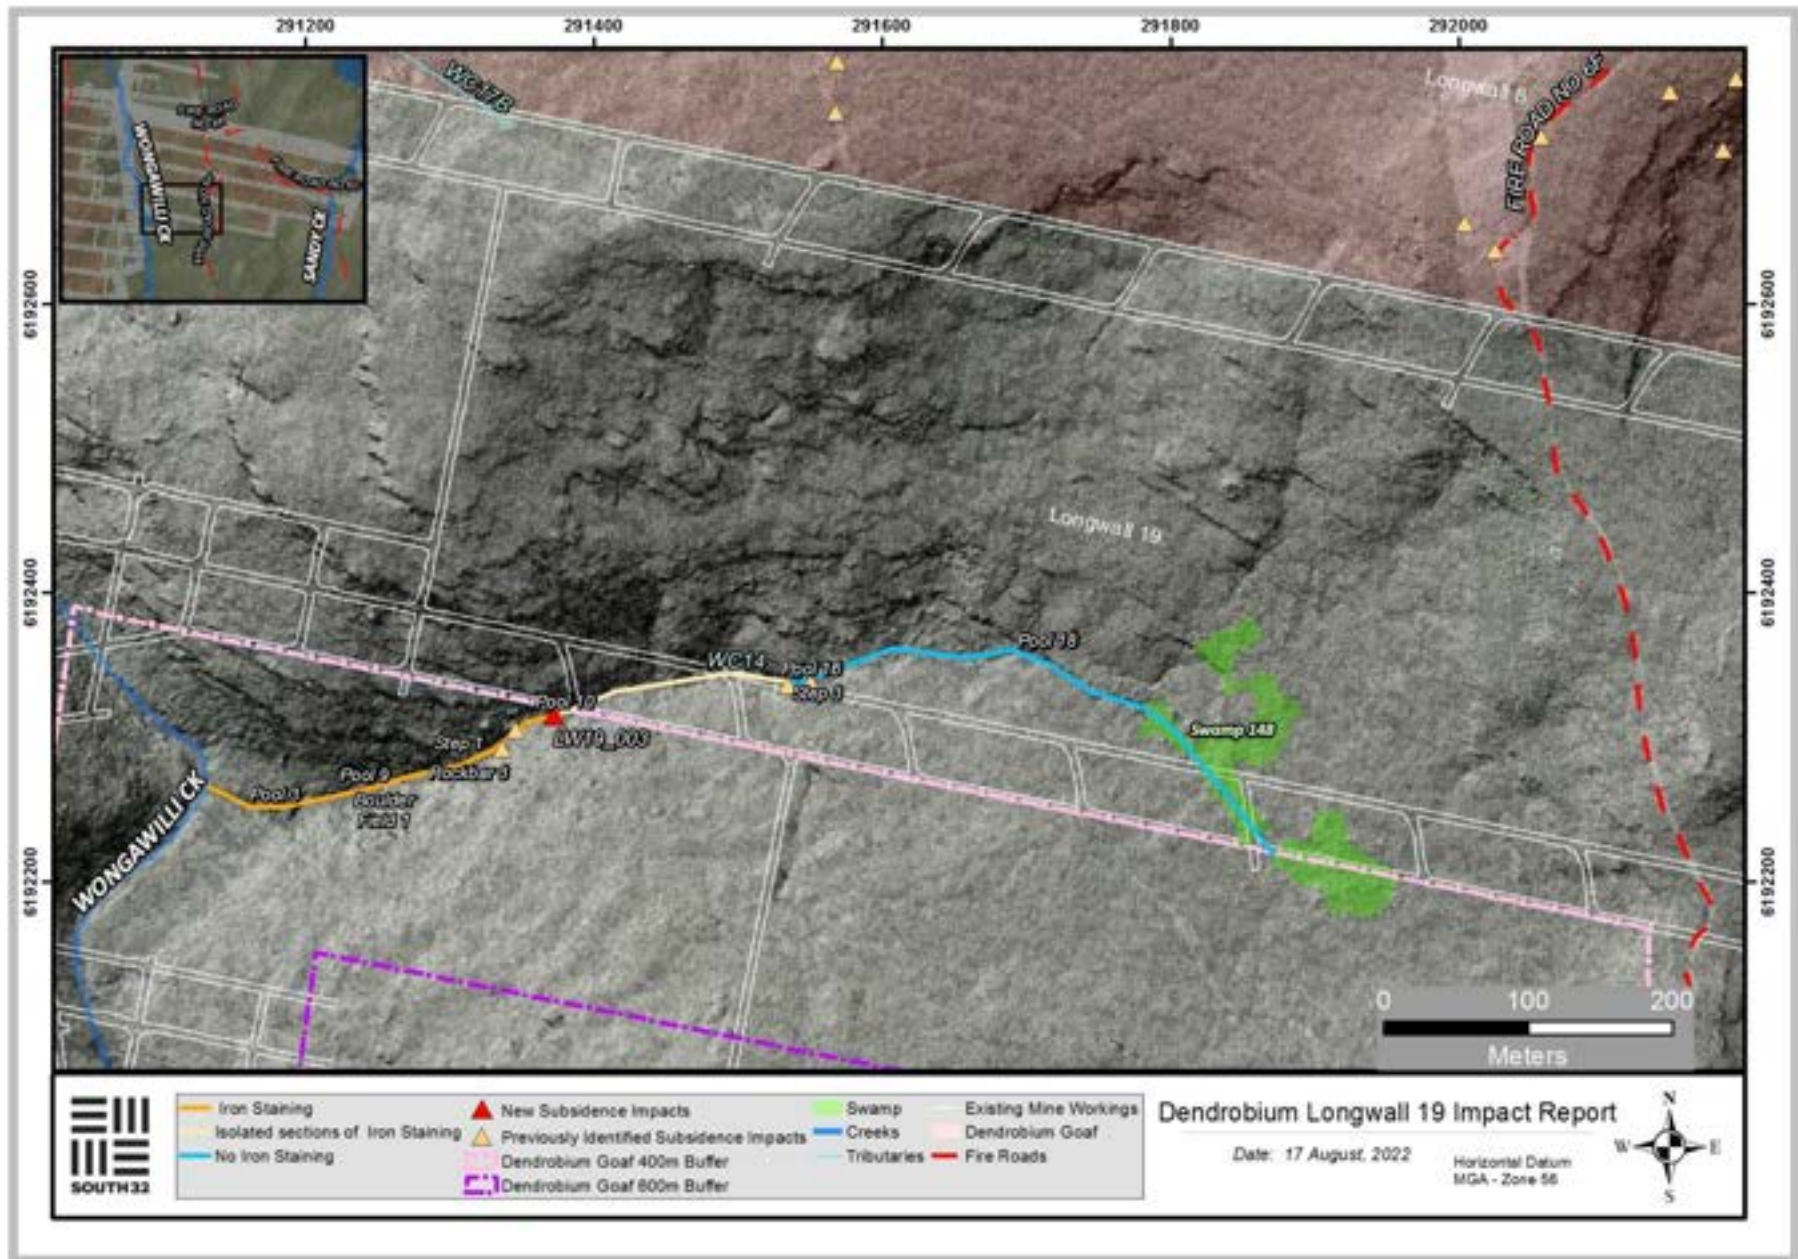 291200
291400
291600
291800
292000
WC17B
Longwall 8
FIRE ROAD NO 6F
WONGAWILLI CK
SANDY CK
6192600
6192600
Longwall 19
6192400
6192400
Pool 18
WC14
Pool 16
Step 3
Pool 10
LW19_003
Step 1
Rockbar 5
Pool 9
Boulder
Field 1
Pool 1
Swamp 148
WONGAWILLI CK
6192200
6192200
0 100 200
Meters
SOUTH32
Iron Staining
Isolated sections of Iron Staining
No Iron Staining
New Subsidence Impacts
Previously Identified Subsidence Impacts
Dendrobium Goaf 400m Buffer
Dendrobium Goaf 600m Buffer
Swamp
Creeks
Tributaries
Existing Mine Workings
Dendrobium Goaf
Fire Roads
Dendrobium Longwall 19 Impact Report
Date: 17 August, 2022
Horizontal Datum
MGA - Zone 56
N
W
E
S